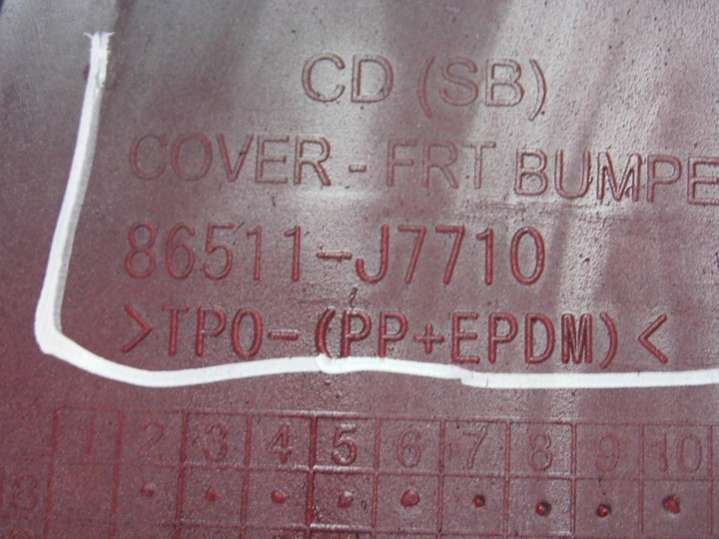 CD (SB)
COVER - FRT BUMPE
86511-J7710
>TPO-(PP+EPDM)<
1 2 3 4 5 6 7 8 9 10
18